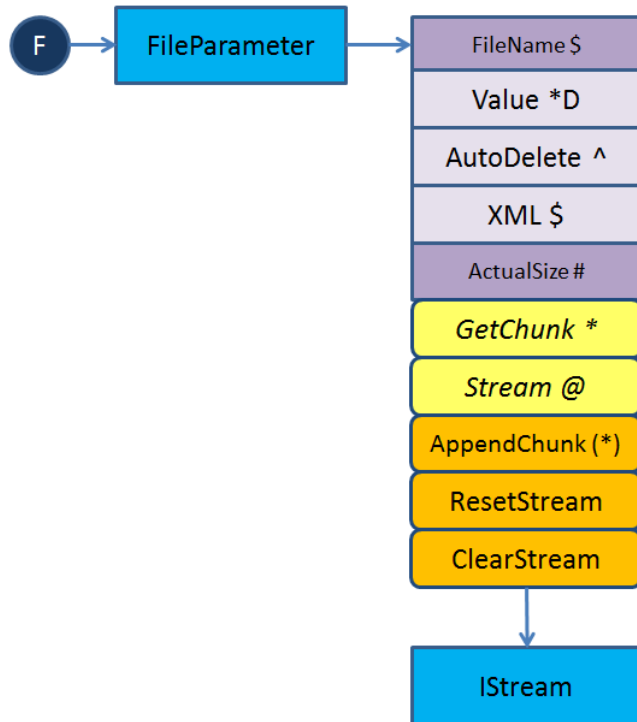 F
FileParameter
FileName $
Value *D
AutoDelete ^
XML $
ActualSize #
GetChunk *
Stream @
AppendChunk (*)
ResetStream
ClearStream
IStream